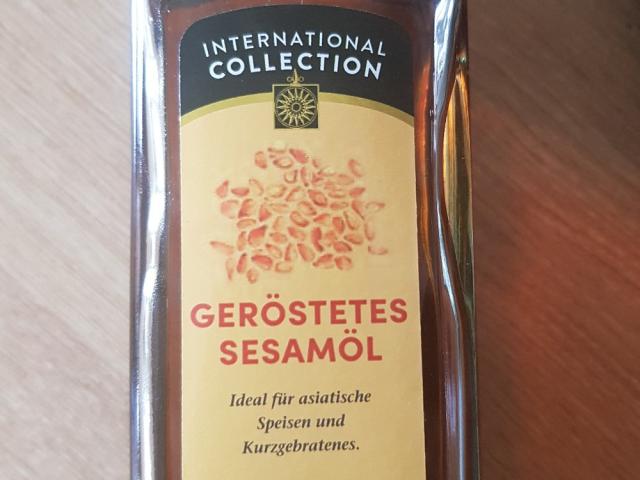 INTERNATIONAL
COLLECTION
GERÖSTETES
SESAMÖL
Ideal für asiatische
Speisen und
Kurzgebratenes.